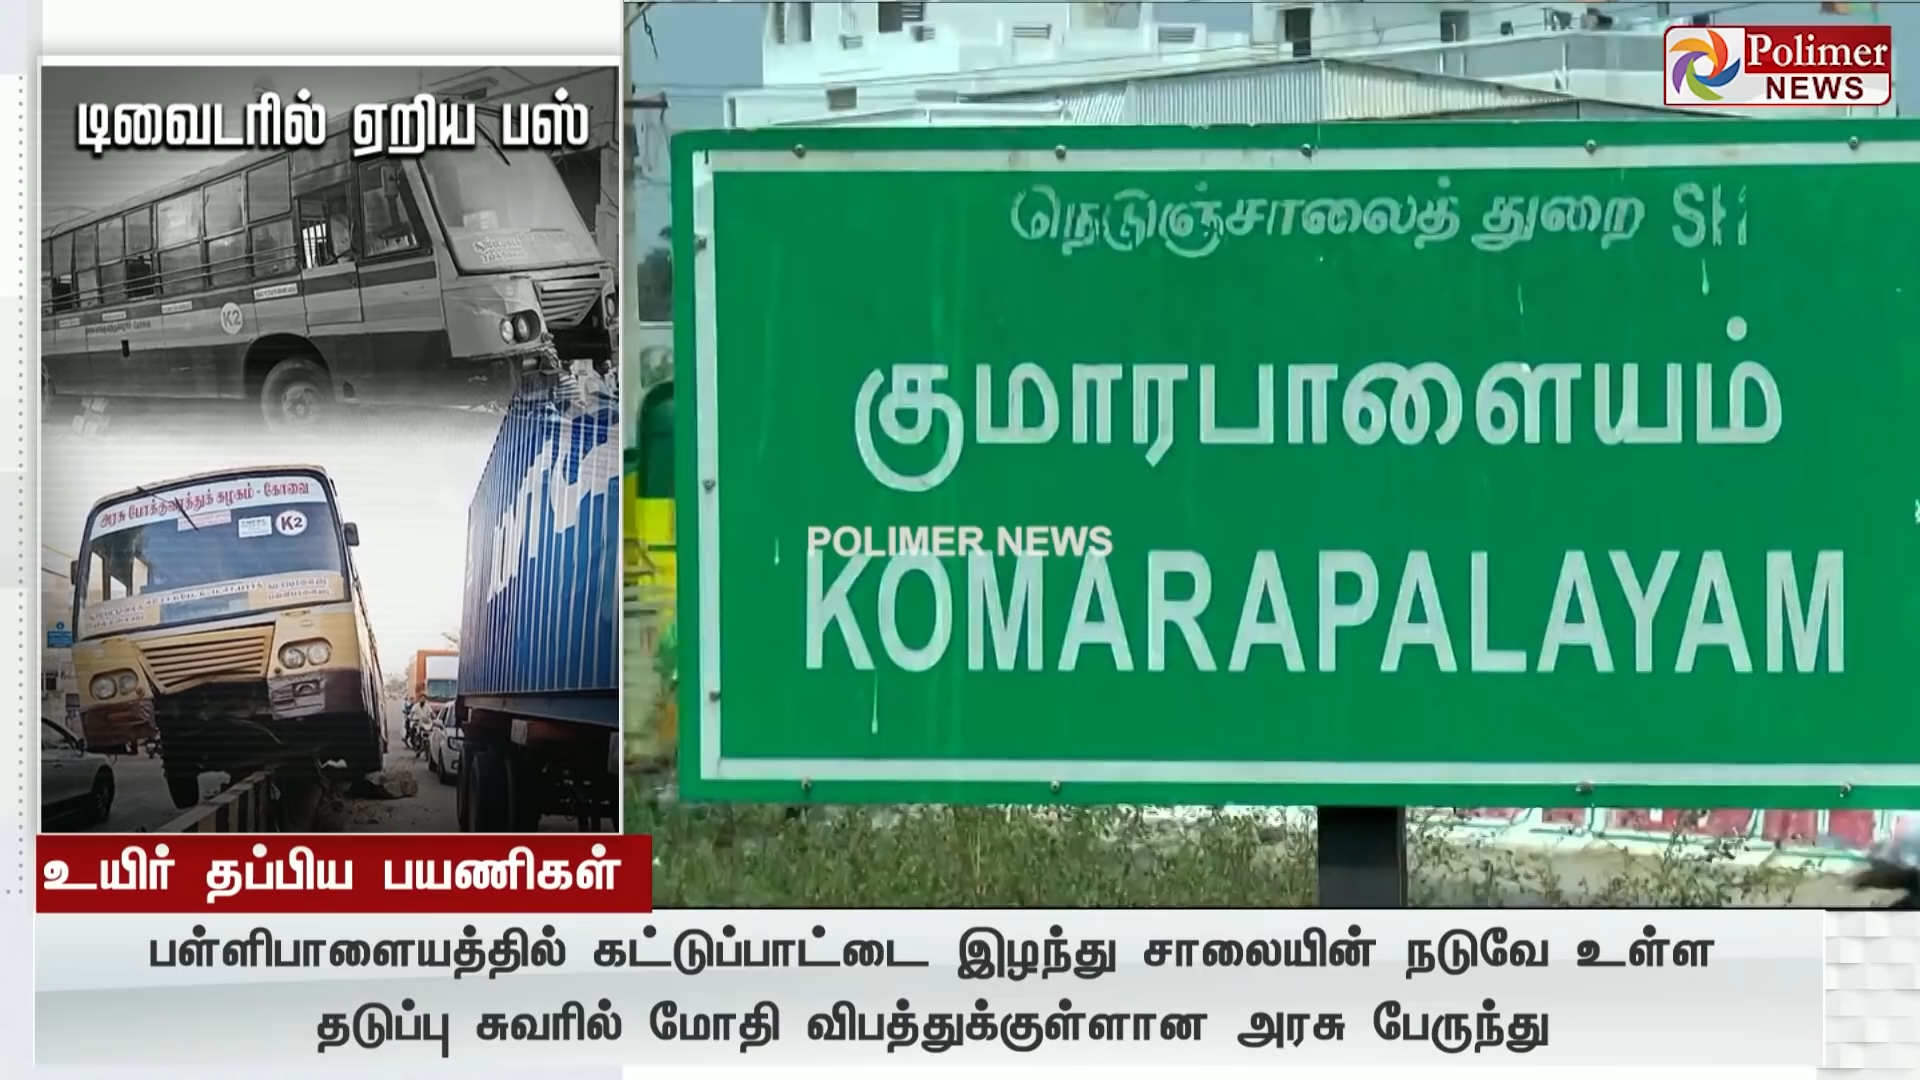 டிவைடரில் ஏறிய பஸ்
K2
அரசு போக்குவரத்துக் கழகம் - கோவை
K2
உயிர் தப்பிய பயணிகள்
Polimer
NEWS
நெடுஞ்சாலைத் துறை
குமாரபாளையம்
POLIMER NEWS
KOMARAPALAYAM
பள்ளிபாளையத்தில் கட்டுப்பாட்டை இழந்து சாலையின் நடுவே உள்ள
தடுப்பு சுவரில் மோதி விபத்துக்குள்ளான அரசு பேருந்து